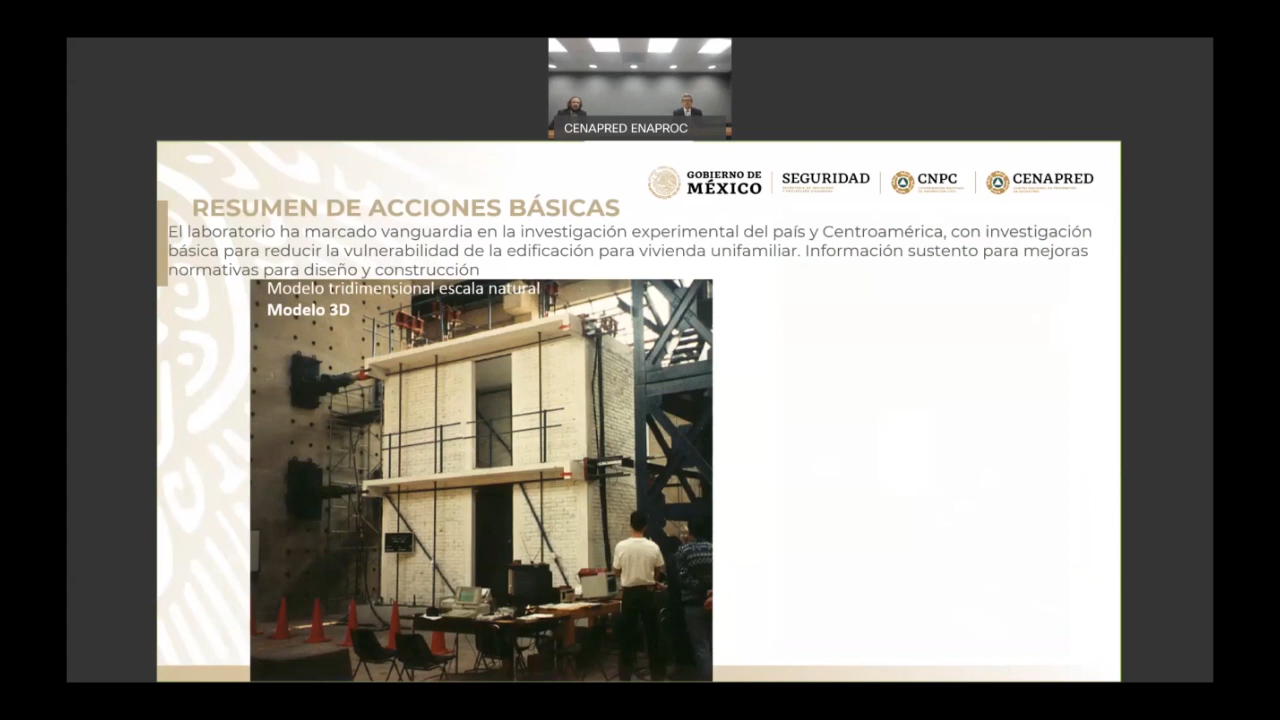 CENAPRED ENAPROC
GOBIERNO DE
MÉXICO
SEGURIDAD
CNPC
CENAPRED
RESUMEN DE ACCIONES BÁSICAS
El laboratorio ha marcado vanguardia en la investigación experimental del país y Centroamérica, con investigación
básica para reducir la vulnerabilidad de la edificación para vivienda unifamiliar. Información sustento para mejoras
normativas para diseño y construcción
Modelo tridimensional escala natural
Modelo 3D